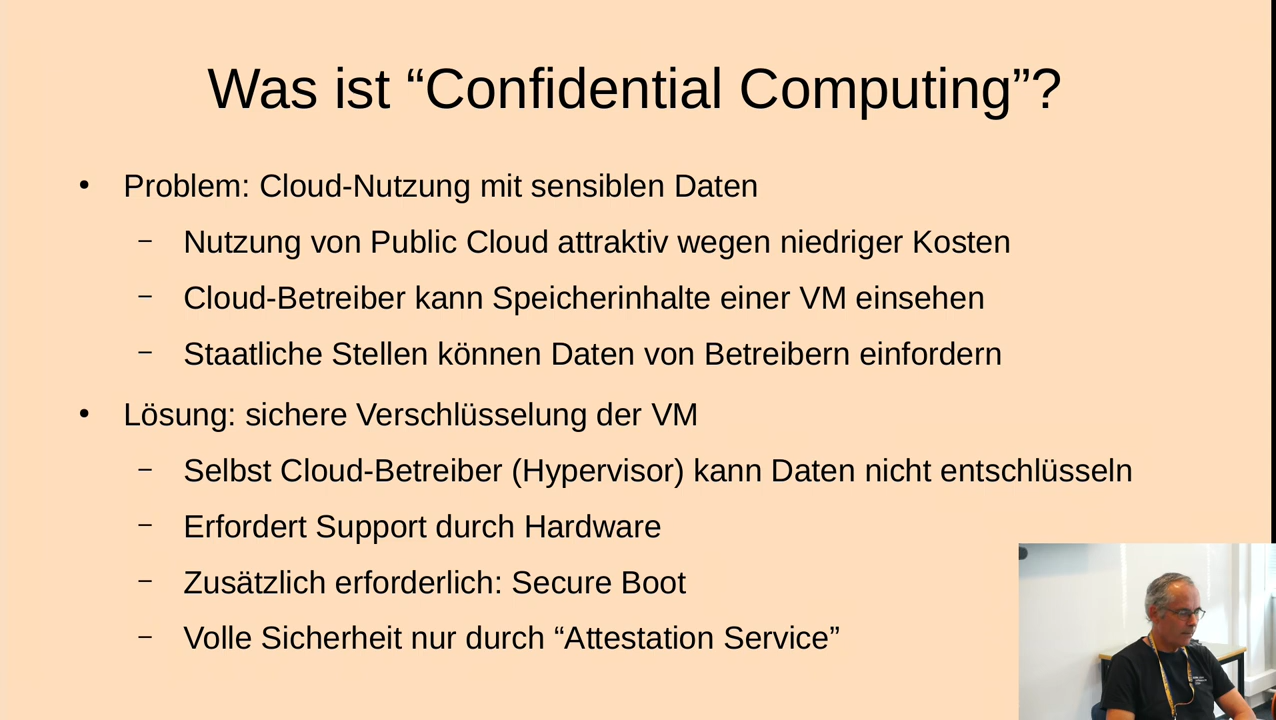 Was ist “Confidential Computing”?
• Problem: Cloud-Nutzung mit sensiblen Daten
– Nutzung von Public Cloud attraktiv wegen niedriger Kosten
– Cloud-Betreiber kann Speicherinhalte einer VM einsehen
– Staatliche Stellen können Daten von Betreibern einfordern
• Lösung: sichere Verschlüsselung der VM
– Selbst Cloud-Betreiber (Hypervisor) kann Daten nicht entschlüsseln
– Erfordert Support durch Hardware
– Zusätzlich erforderlich: Secure Boot
– Volle Sicherheit nur durch “Attestation Service”